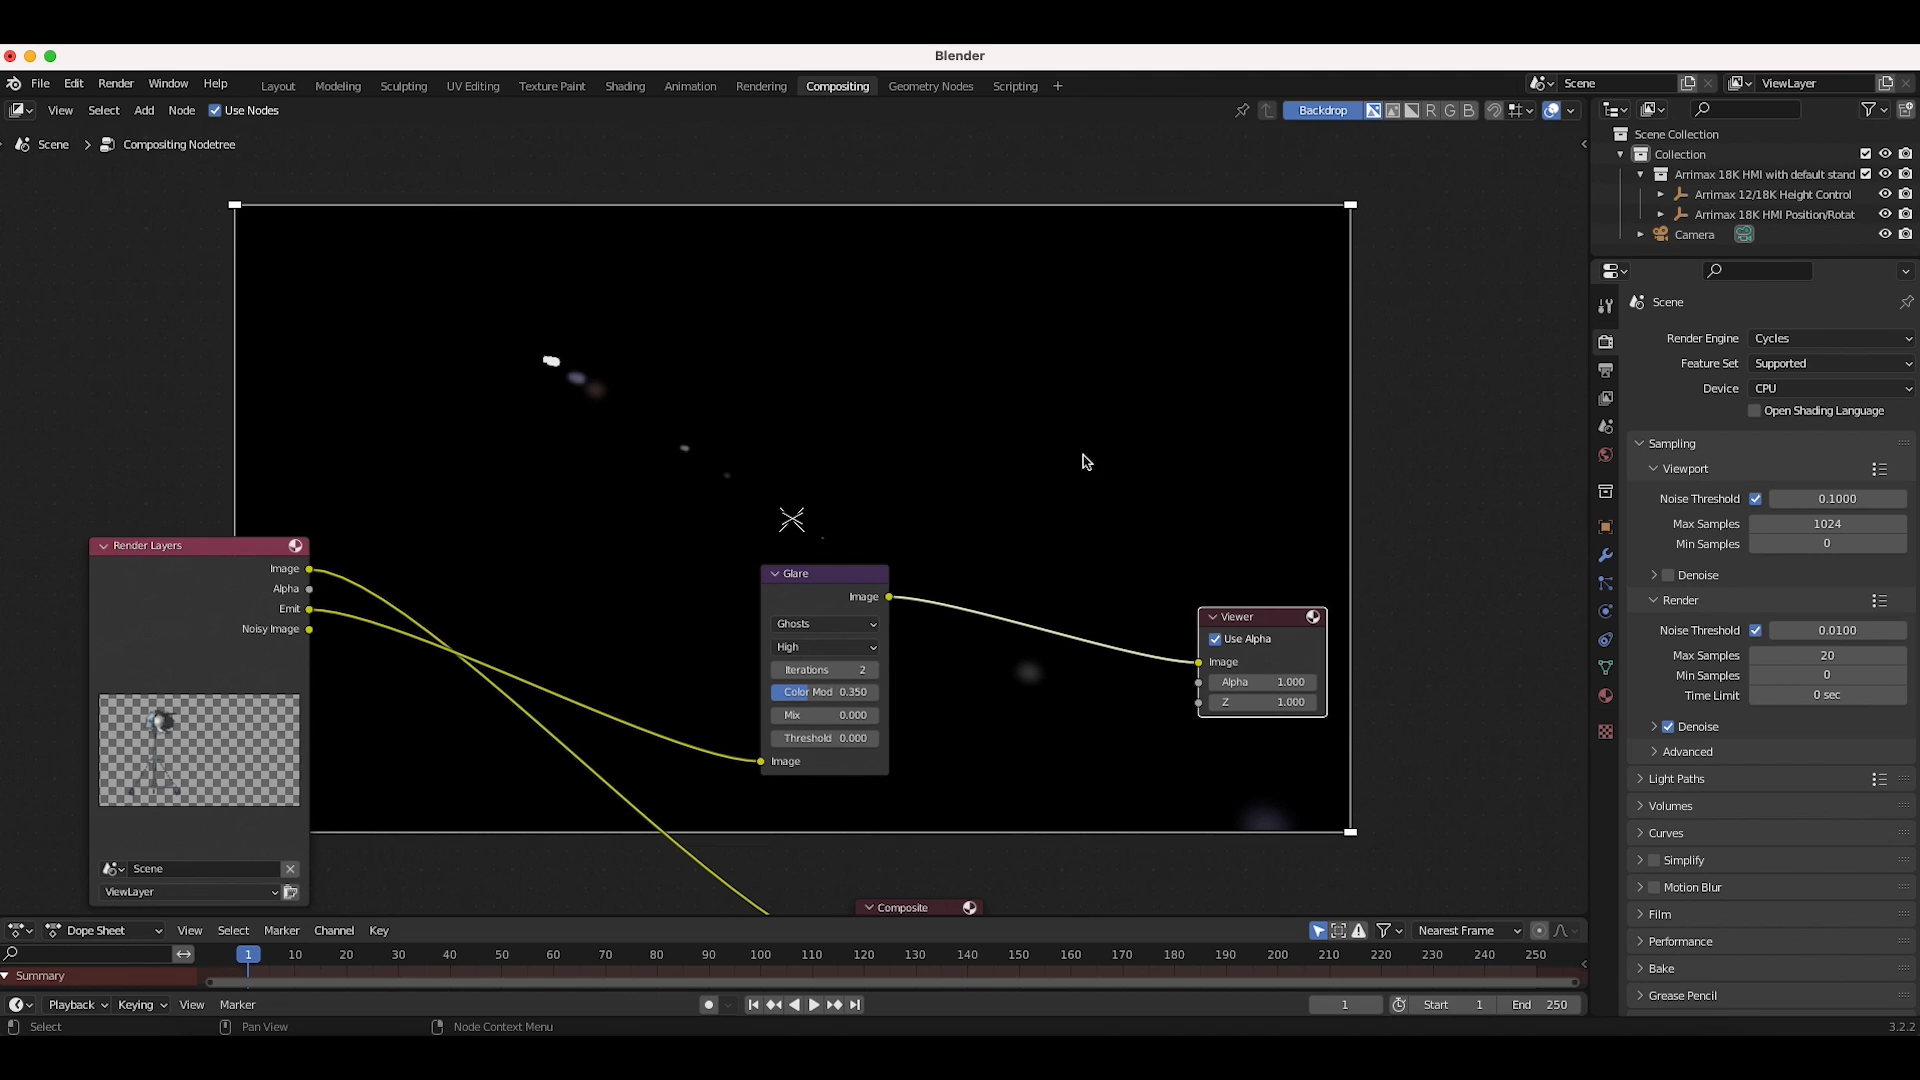 Blender
File Edit Render Window Help
Layout Modeling Sculpting UV Editing Texture Paint Shading Animation Rendering Compositing Geometry Nodes Scripting +
Scene
ViewLayer
View Select Add Node Use Nodes
Backdrop R G B
Scene > Compositing Nodetree
Scene Collection
Collection
Arrimax 18K HMI with default stand
Arrimax 12/18K Height Control
Arrimax 18K HMI Position/Rotat
Camera
Scene
Render Engine Cycles
Feature Set Supported
Device CPU
Open Shading Language
Sampling
Viewport
Noise Threshold 0.1000
Max Samples 1024
Min Samples 0
Denoise
Render
Noise Threshold 0.0100
Max Samples 20
Min Samples 0
Time Limit 0 sec
Denoise
Advanced
Light Paths
Volumes
Curves
Simplify
Motion Blur
Film
Performance
Bake
Grease Pencil
Render Layers
Image
Alpha
Emit
Noisy Image
Scene
ViewLayer
Glare
Image
Ghosts
High
Iterations 2
Color Mod 0.350
Mix 0.000
Threshold 0.000
Image
Viewer
Use Alpha
Image
Alpha 1.000
Z 1.000
Composite
Dope Sheet View Select Marker Channel Key
Nearest Frame
1 10 20 30 40 50 60 70 80 90 100 110 120 130 140 150 160 170 180 190 200 210 220 230 240 250
Summary
Playback Keying View Marker
1 Start 1 End 250
Select Pan View Node Context Menu
3.2.2